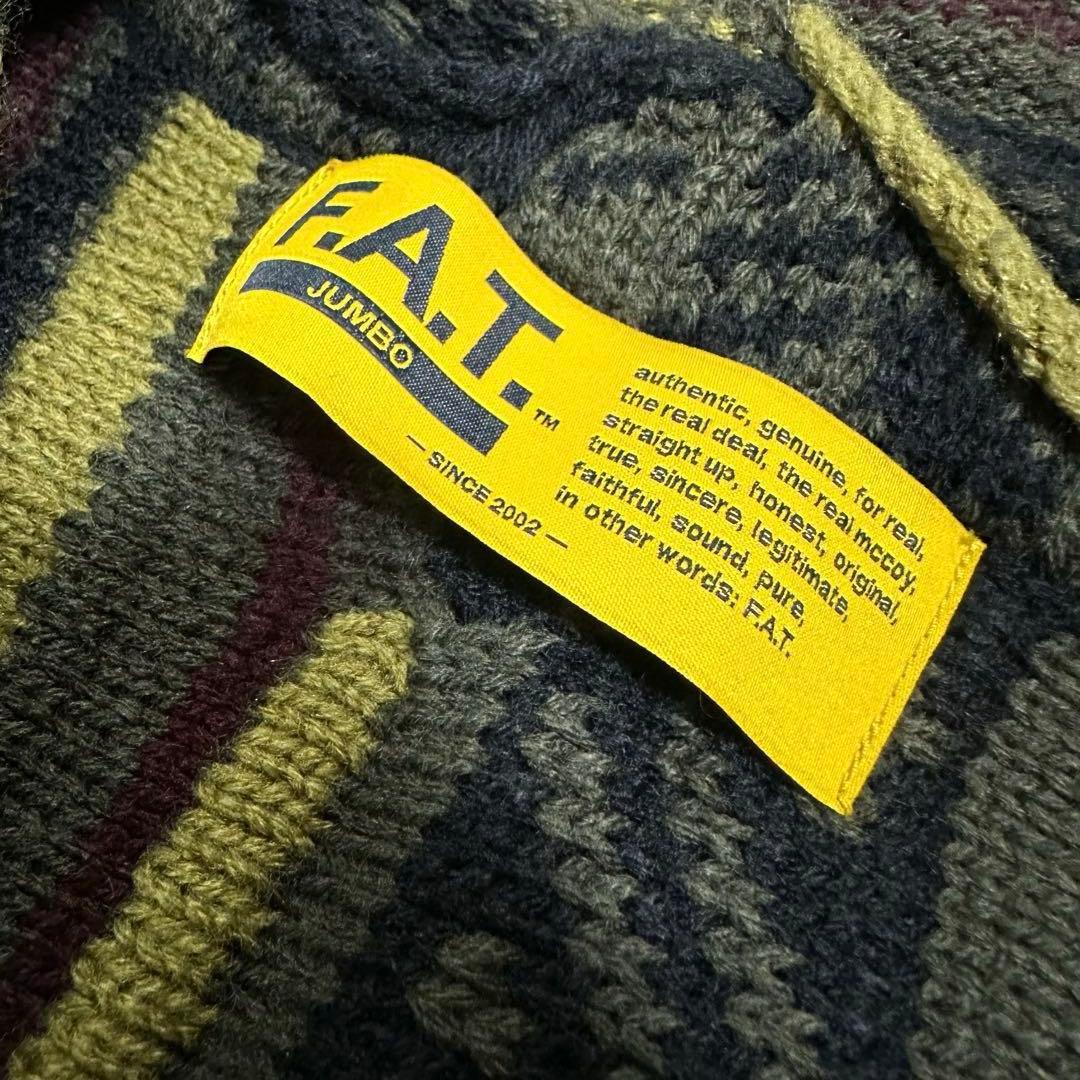 F.A.T.™
JUMBO
— SINCE 2002 —
authentic, genuine, for real,
the real deal, the real mccoy,
straight up, honest, original,
true, sincere, legitimate,
faithful, sound, pure,
in other words: F.A.T.